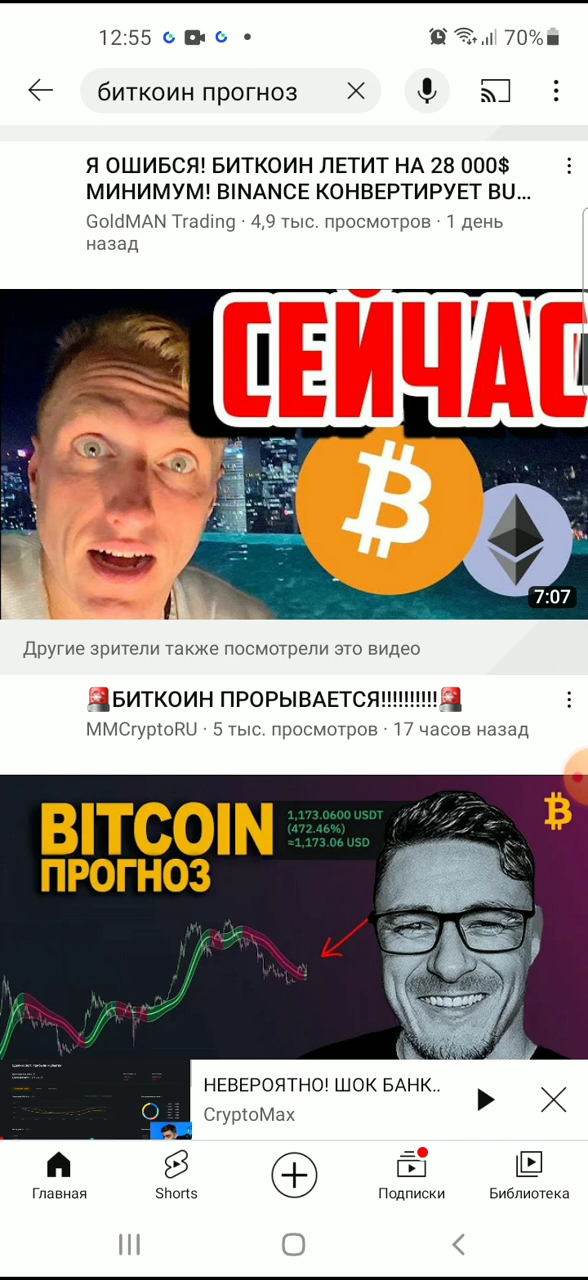 12:55
70%
биткоин прогноз
Я ОШИБСЯ! БИТКОИН ЛЕТИТ НА 28 000$
МИНИМУМ! BINANCE КОНВЕРТИРУЕТ BU...
GoldMAN Trading · 4,9 тыс. просмотров · 1 день
назад
СЕЙЧАС
7:07
Другие зрители также посмотрели это видео
🚨БИТКОИН ПРОРЫВАЕТСЯ!!!!!!!!!!🚨
MMCryptoRU · 5 тыс. просмотров · 17 часов назад
BITCOIN
ПРОГНОЗ
1,173.0600 USDT
(472.46%)
≈1,173.06 USD
НЕВЕРОЯТНО! ШОК БАНК..
CryptoMax
Главная
Shorts
Подписки
Библиотека